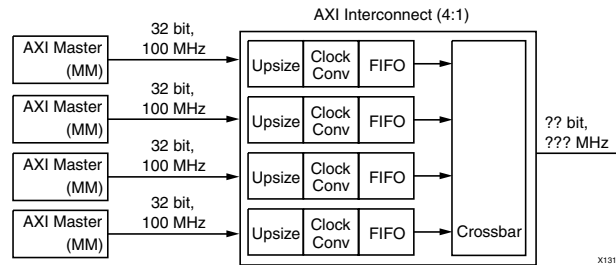 AXI Interconnect (4:1)
32 bit,
100 MHz
AXI Master
(MM)
Upsize
Clock
Conv
FIFO
32 bit,
100 MHz
AXI Master
(MM)
Upsize
Clock
Conv
FIFO
?? bit,
??? MHz
32 bit,
100 MHz
AXI Master
(MM)
Upsize
Clock
Conv
FIFO
32 bit,
100 MHz
AXI Master
(MM)
Upsize
Clock
Conv
FIFO
Crossbar
X131